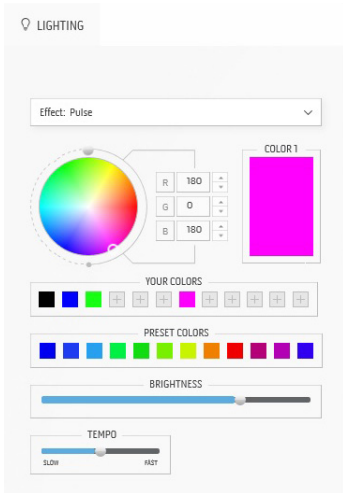 LIGHTING
Effect: Pulse
COLOR 1
R 180
G 0
B 180
YOUR COLORS
PRESET COLORS
BRIGHTNESS
TEMPO
SLOW FAST